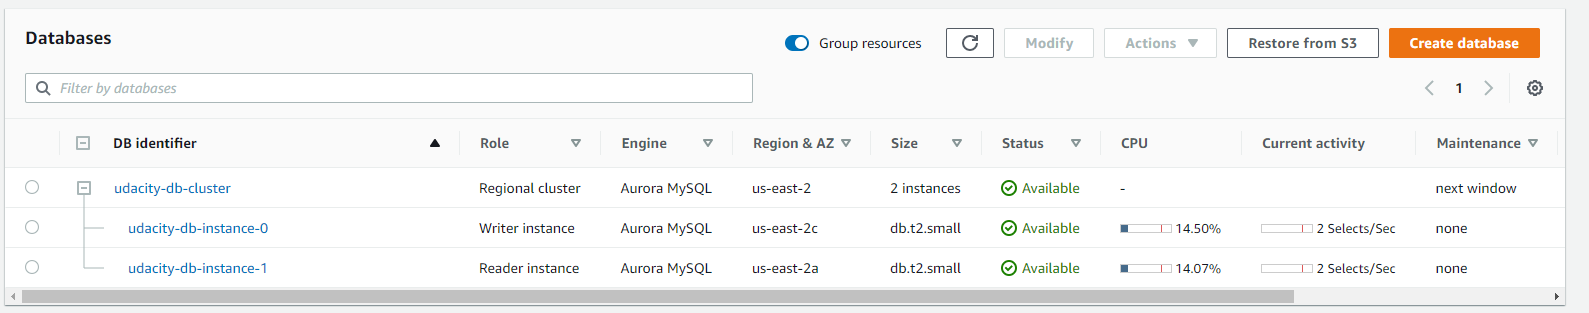 Databases
Group resources
Modify
Actions
Restore from S3
Create database
Filter by databases
1
DB identifier Role Engine Region & AZ Size Status CPU Current activity Maintenance
udacity-db-cluster Regional cluster Aurora MySQL us-east-2 2 instances Available - next window
udacity-db-instance-0 Writer instance Aurora MySQL us-east-2c db.t2.small Available 14.50% 2 Selects/Sec none
udacity-db-instance-1 Reader instance Aurora MySQL us-east-2a db.t2.small Available 14.07% 2 Selects/Sec none